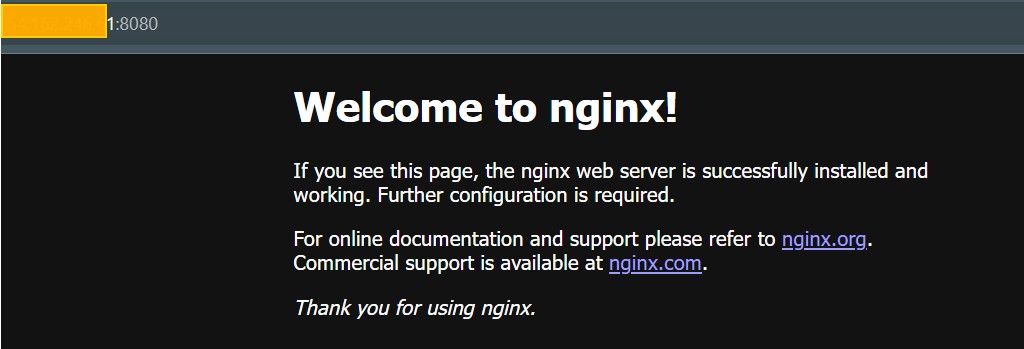 1:8080
Welcome to nginx!
If you see this page, the nginx web server is successfully installed and
working. Further configuration is required.
For online documentation and support please refer to nginx.org.
Commercial support is available at nginx.com.
Thank you for using nginx.